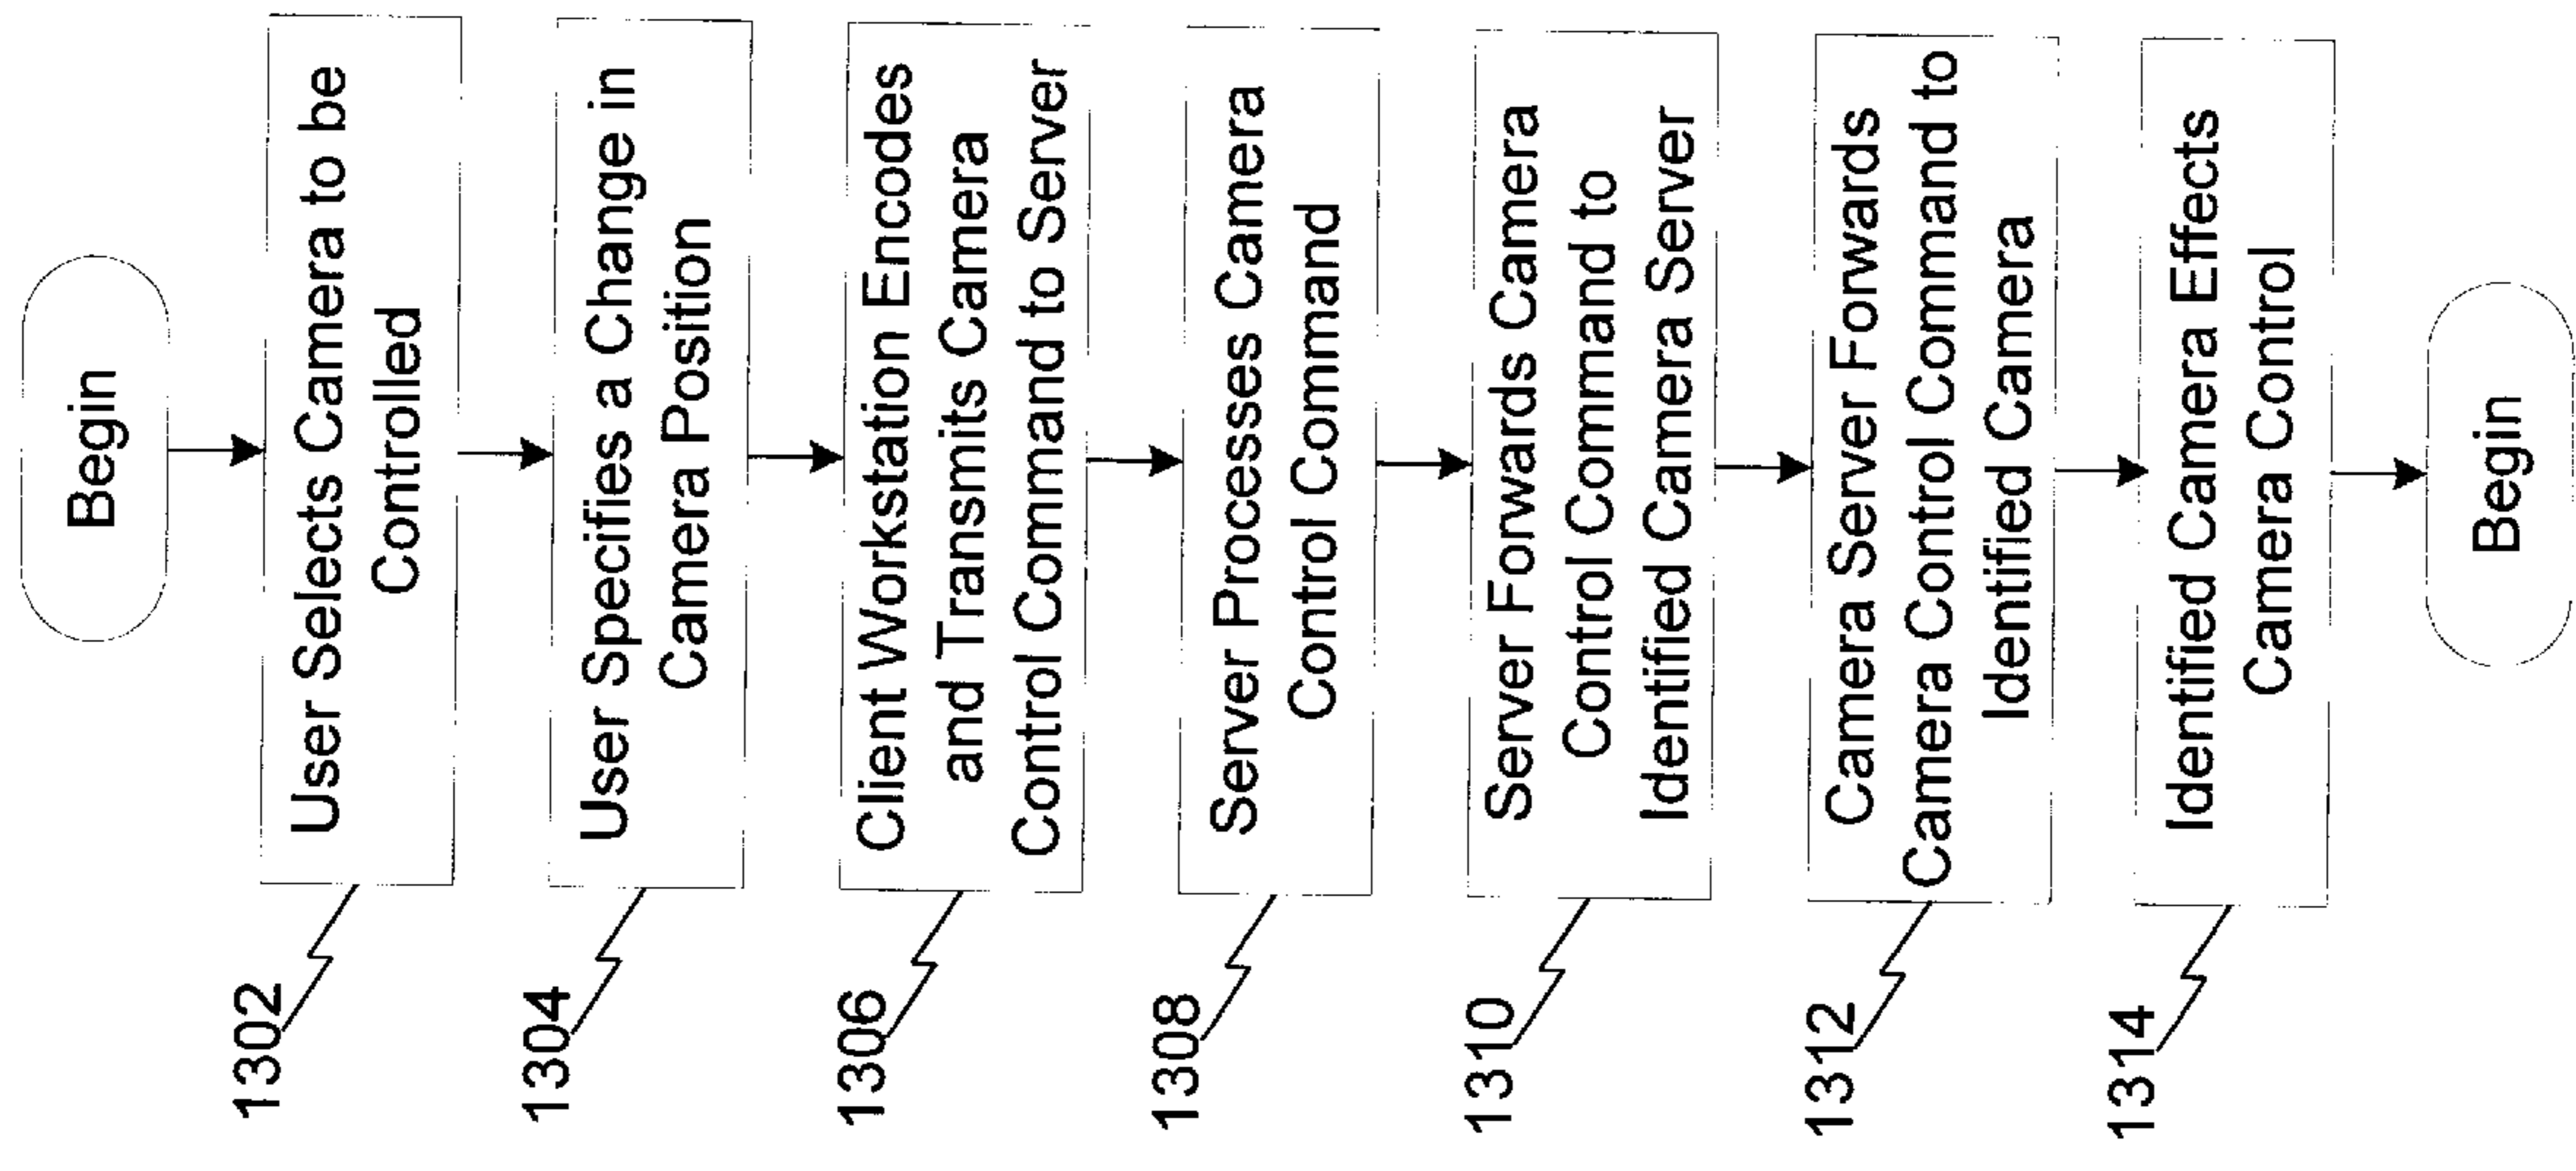 Begin
1302
User Selects Camera to be
Controlled
1304
User Specifies a Change in
Camera Position
1306
Client Workstation Encodes
and Transmits Camera
Control Command to Server
1308
Server Processes Camera
Control Command
1310
Server Forwards Camera
Control Command to
Identified Camera Server
1312
Camera Server Forwards
Camera Control Command to
Identified Camera
1314
Identified Camera Effects
Camera Control
Begin